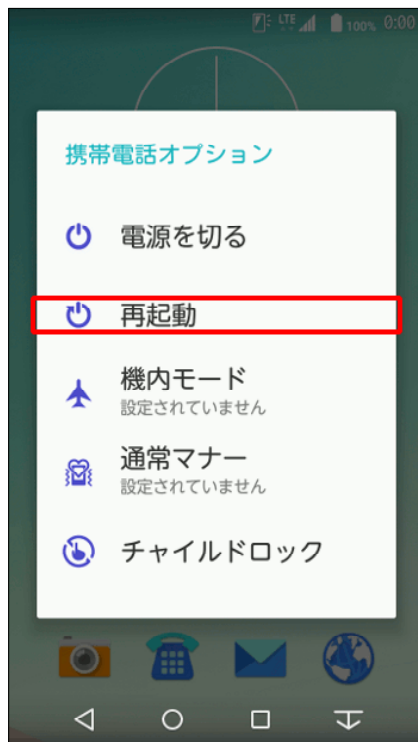 LTE 100% 0:00
携帯電話オプション
電源を切る
再起動
機内モード
設定されていません
通常マナー
設定されていません
チャイルドロック